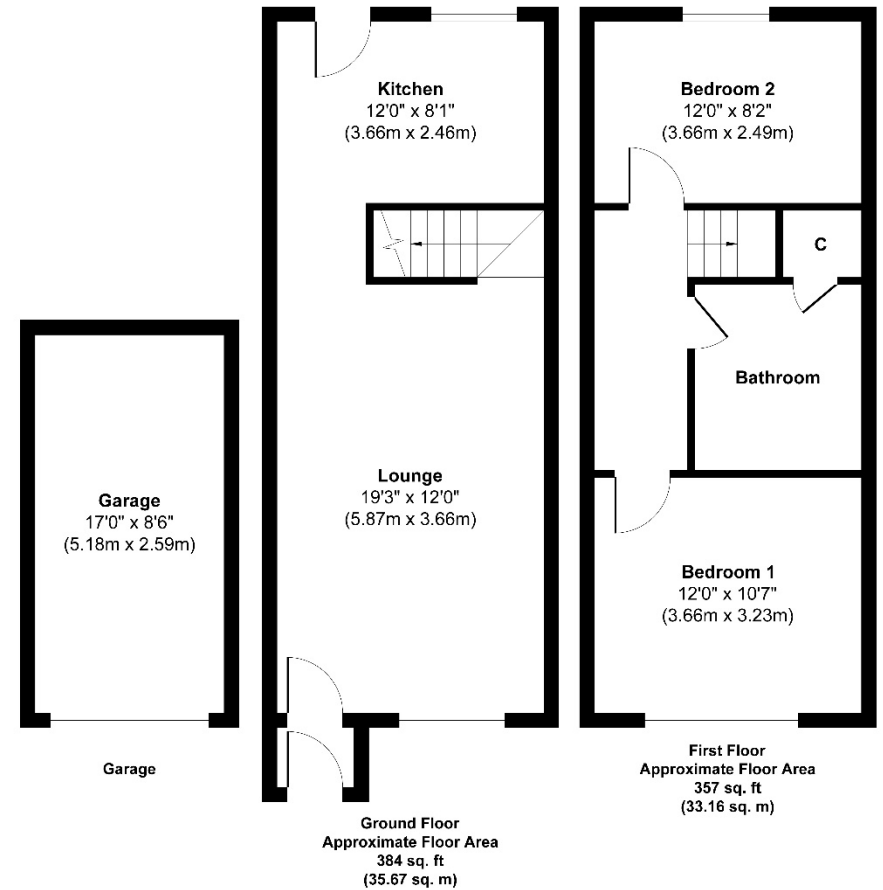 Kitchen
12'0" x 8'1"
(3.66m x 2.46m)
Lounge
19'3" x 12'0"
(5.87m x 3.66m)
Garage
17'0" x 8'6"
(5.18m x 2.59m)
Garage
Ground Floor
Approximate Floor Area
384 sq. ft
(35.67 sq. m)
Bedroom 2
12'0" x 8'2"
(3.66m x 2.49m)
C
Bathroom
Bedroom 1
12'0" x 10'7"
(3.66m x 3.23m)
First Floor
Approximate Floor Area
357 sq. ft
(33.16 sq. m)